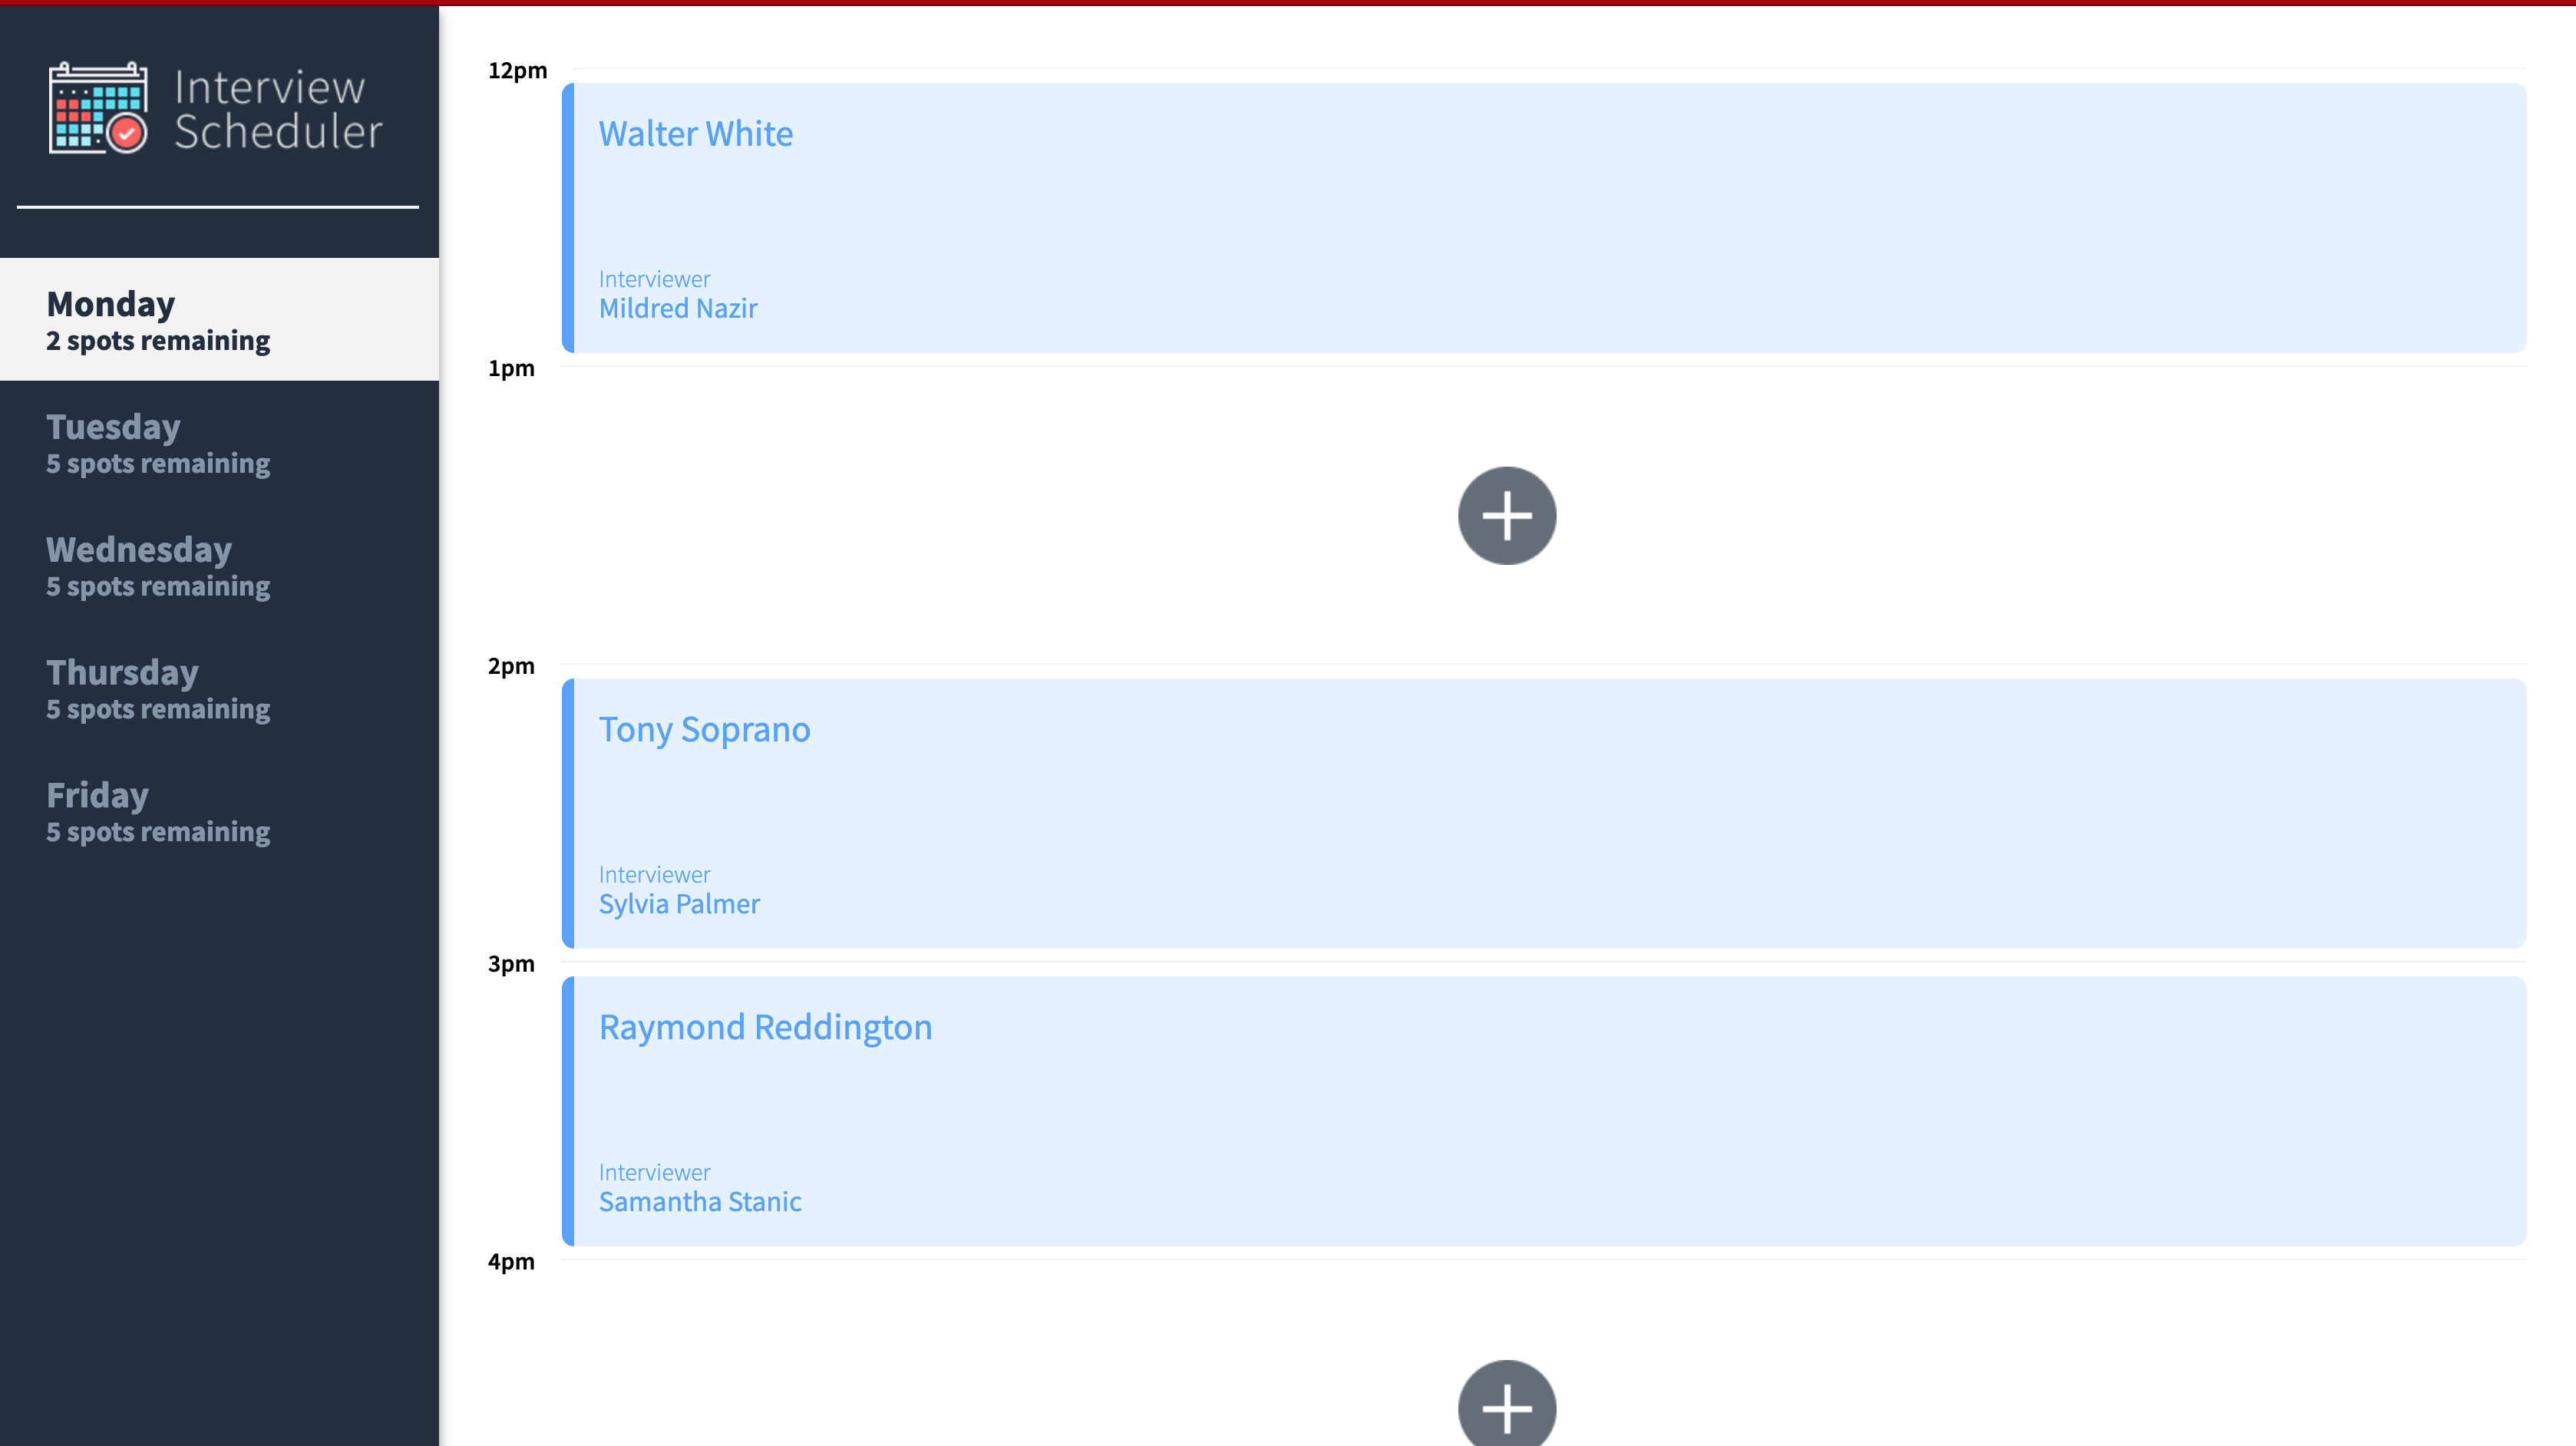 Interview
Scheduler
Monday
2 spots remaining
Tuesday
5 spots remaining
Wednesday
5 spots remaining
Thursday
5 spots remaining
Friday
5 spots remaining
12pm
Walter White
Interviewer
Mildred Nazir
1pm
2pm
Tony Soprano
Interviewer
Sylvia Palmer
3pm
Raymond Reddington
Interviewer
Samantha Stanic
4pm